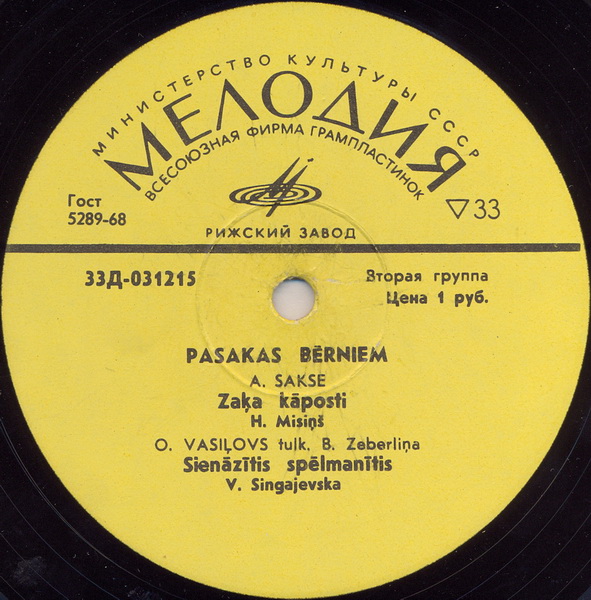 МИНИСТЕРСТВО КУЛЬТУРЫ СССР
МЕЛОДИЯ
ВСЕСОЮЗНАЯ ФИРМА ГРАМПЛАСТИНОК
Гост
5289-68
▽33
РИЖСКИЙ ЗАВОД
33Д-031215
Вторая группа
Цена 1 руб.
PASAKAS BĒRNIEM
A. SAKSE
Zaķa kāposti
H. Misiņš
O. VASIĻOVS tulk. B. Zeberliņa
Sienāzītis spēlmanītis
V. Singajevska